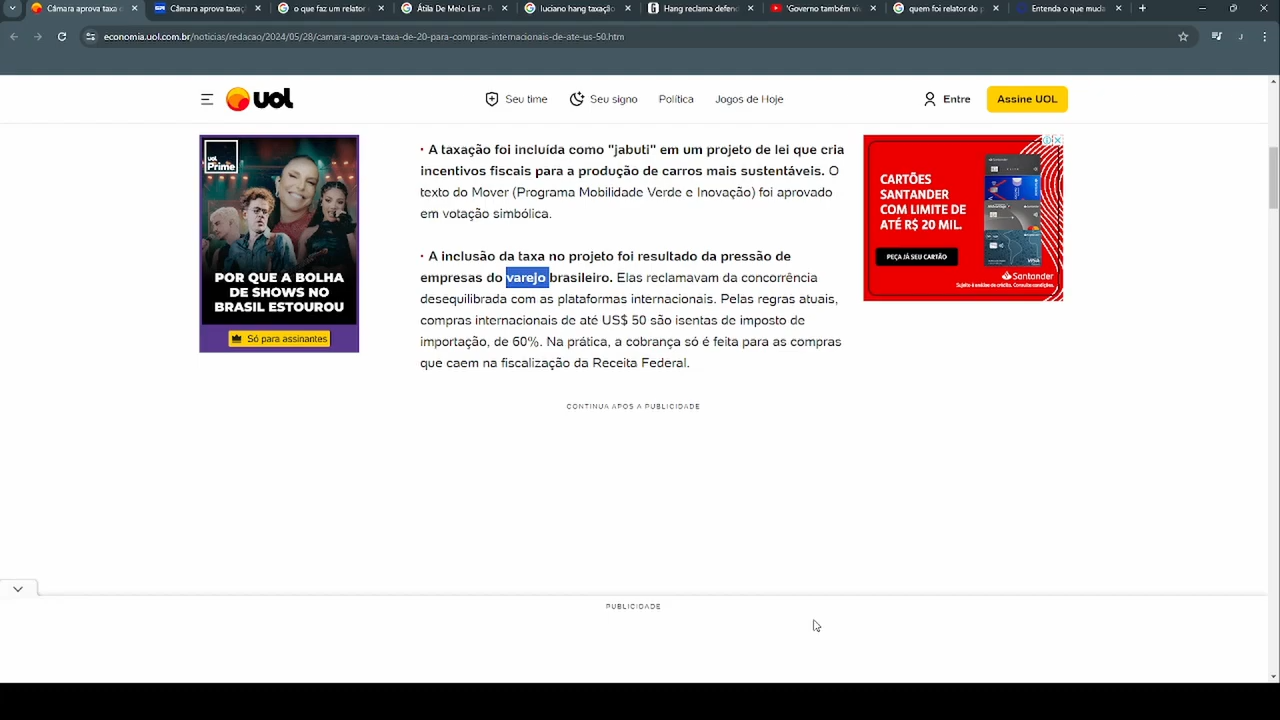 Câmara aprova taxa d
Câmara aprova taxaç
o que faz um relator
Átila De Melo Lira - P
luciano hang taxação
Hang reclama defen
'Governo também viv
quem foi relator do p
Entenda o que muda
economia.uol.com.br/noticias/redacao/2024/05/28/camara-aprova-taxa-de-20-para-compras-internacionais-de-ate-us-50.htm
J
UOL
Seu time
Seu signo
Política
Jogos de Hoje
Entre
Assine UOL
uol Prime
POR QUE A BOLHA
DE SHOWS NO
BRASIL ESTOUROU
Só para assinantes
• A taxação foi incluída como "jabuti" em um projeto de lei que cria
incentivos fiscais para a produção de carros mais sustentáveis. O
texto do Mover (Programa Mobilidade Verde e Inovação) foi aprovado
em votação simbólica.
• A inclusão da taxa no projeto foi resultado da pressão de
empresas do varejo brasileiro. Elas reclamavam da concorrência
desequilibrada com as plataformas internacionais. Pelas regras atuais,
compras internacionais de até US$ 50 são isentas de imposto de
importação, de 60%. Na prática, a cobrança só é feita para as compras
que caem na fiscalização da Receita Federal.
CARTÕES
SANTANDER
COM LIMITE DE
ATÉ R$ 20 MIL.
PEÇA JÁ SEU CARTÃO
Santander
Sujeito à análise de crédito. Consulte condições.
CONTINUA APÓS A PUBLICIDADE
PUBLICIDADE